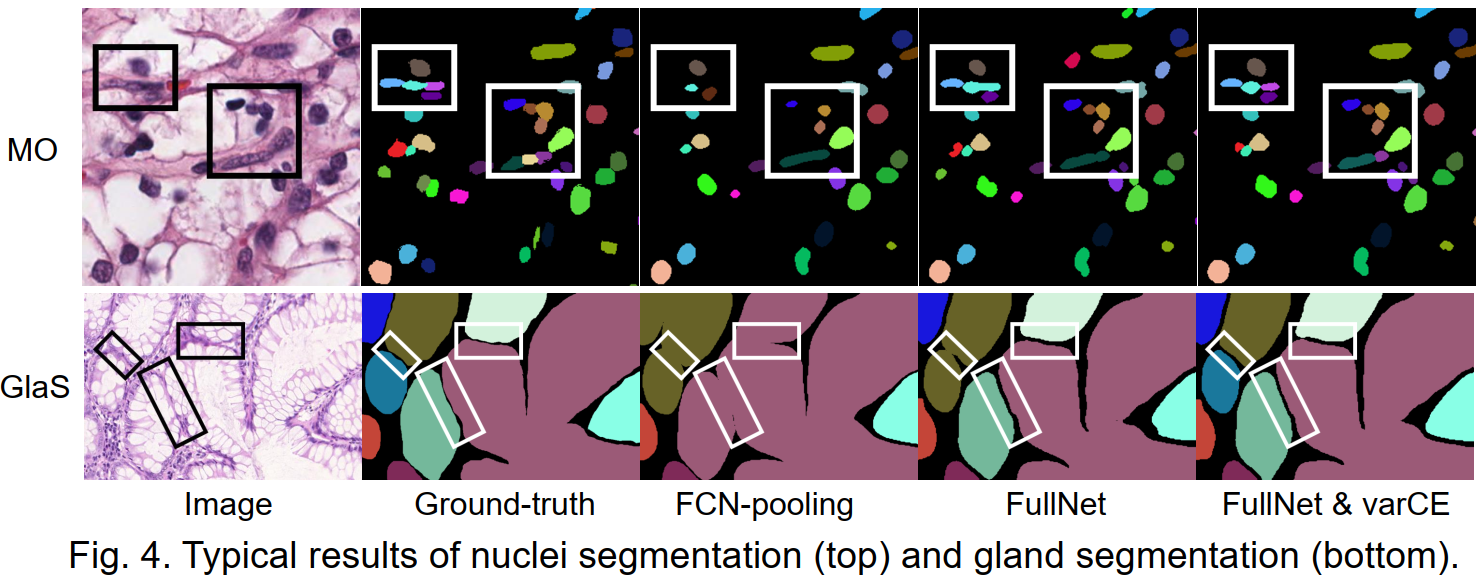 MO
GlaS
Image Ground-truth FCN-pooling FullNet FullNet & varCE
Fig. 4. Typical results of nuclei segmentation (top) and gland segmentation (bottom).